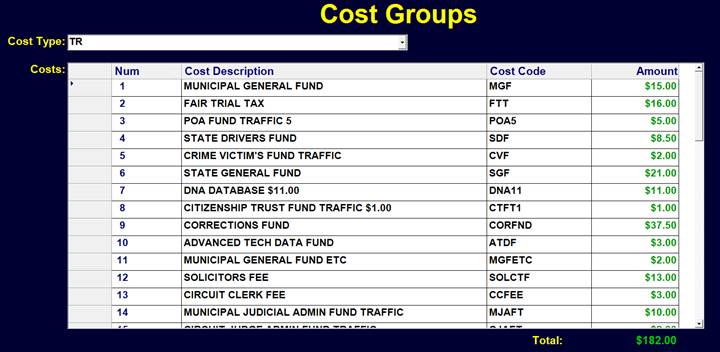 Cost Groups
Cost Type: TR
Costs: Num Cost Description Cost Code Amount
1 MUNICIPAL GENERAL FUND MGF $15.00
2 FAIR TRIAL TAX FTT $16.00
3 POA FUND TRAFFIC 5 POA5 $5.00
4 STATE DRIVERS FUND SDF $8.50
5 CRIME VICTIM'S FUND TRAFFIC CVF $2.00
6 STATE GENERAL FUND SGF $21.00
7 DNA DATABASE $11.00 DNA11 $11.00
8 CITIZENSHIP TRUST FUND TRAFFIC $1.00 CTFT1 $1.00
9 CORRECTIONS FUND CORFND $37.50
10 ADVANCED TECH DATA FUND ATDF $3.00
11 MUNICIPAL GENERAL FUND ETC MGFETC $2.00
12 SOLICITORS FEE SOLCTF $13.00
13 CIRCUIT CLERK FEE CCFEE $3.00
14 MUNICIPAL JUDICIAL ADMIN FUND TRAFFIC MJAFT $10.00
15 CIRCUIT JUDGE ADMIN FUND TRAFFIC
Total: $182.00